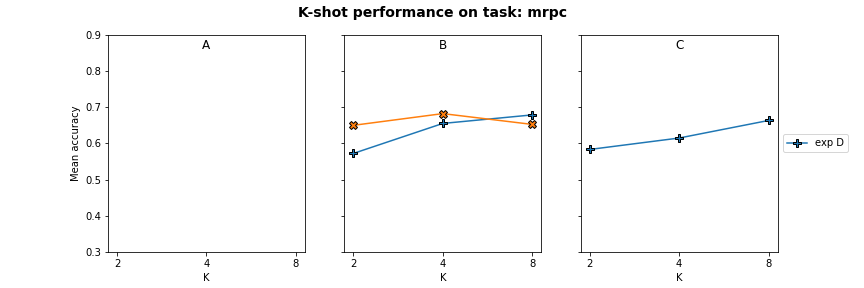 K-shot performance on task: mrpc
A
B
C
Mean accuracy
0.9
0.8
0.7
0.6
0.5
0.4
0.3
2 4 8
K
2 4 8
K
2 4 8
K
exp D